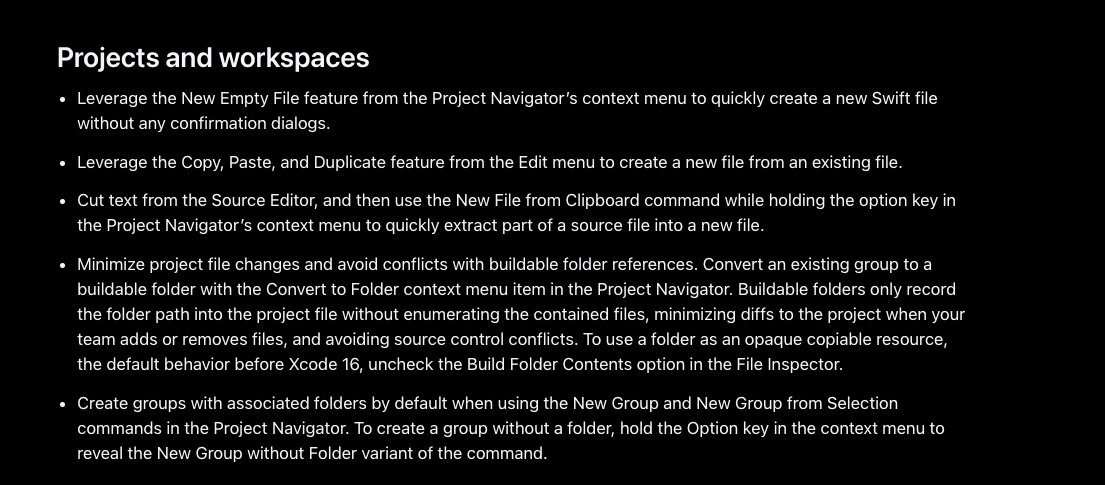 Projects and workspaces
• Leverage the New Empty File feature from the Project Navigator’s context menu to quickly create a new Swift file
without any confirmation dialogs.
• Leverage the Copy, Paste, and Duplicate feature from the Edit menu to create a new file from an existing file.
• Cut text from the Source Editor, and then use the New File from Clipboard command while holding the option key in
the Project Navigator’s context menu to quickly extract part of a source file into a new file.
• Minimize project file changes and avoid conflicts with buildable folder references. Convert an existing group to a
buildable folder with the Convert to Folder context menu item in the Project Navigator. Buildable folders only record
the folder path into the project file without enumerating the contained files, minimizing diffs to the project when your
team adds or removes files, and avoiding source control conflicts. To use a folder as an opaque copiable resource,
the default behavior before Xcode 16, uncheck the Build Folder Contents option in the File Inspector.
• Create groups with associated folders by default when using the New Group and New Group from Selection
commands in the Project Navigator. To create a group without a folder, hold the Option key in the context menu to
reveal the New Group without Folder variant of the command.